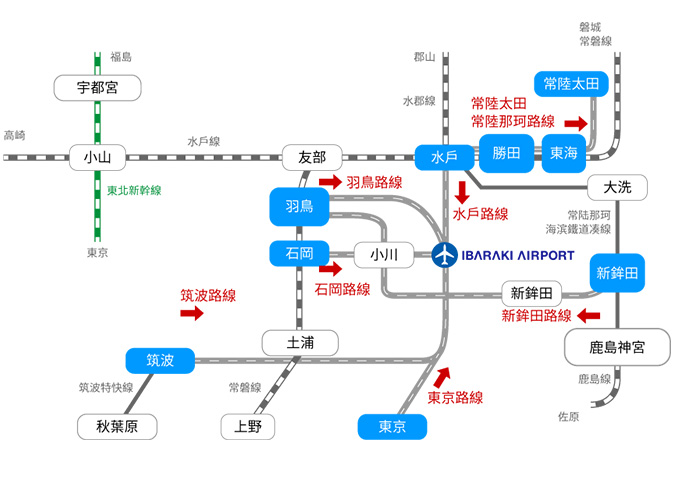 福島
郡山
磐城
常磐線
宇都宮
常陸太田
水郡線
常陸太田
常陸那珂路線
高崎
水戶線
小山
友部
水戶
勝田
東海
東北新幹線
羽鳥路線
大洗
羽鳥
水戶路線
常陆那珂
海滨鐵道湊線
東京
石岡
小川
IBARAKI AIRPORT
新鉾田
石岡路線
新鉾田
筑波路線
新鉾田路線
土浦
鹿島神宮
筑波
筑波特快線
常磐線
東京路線
鹿島線
秋葉原
上野
東京
佐原